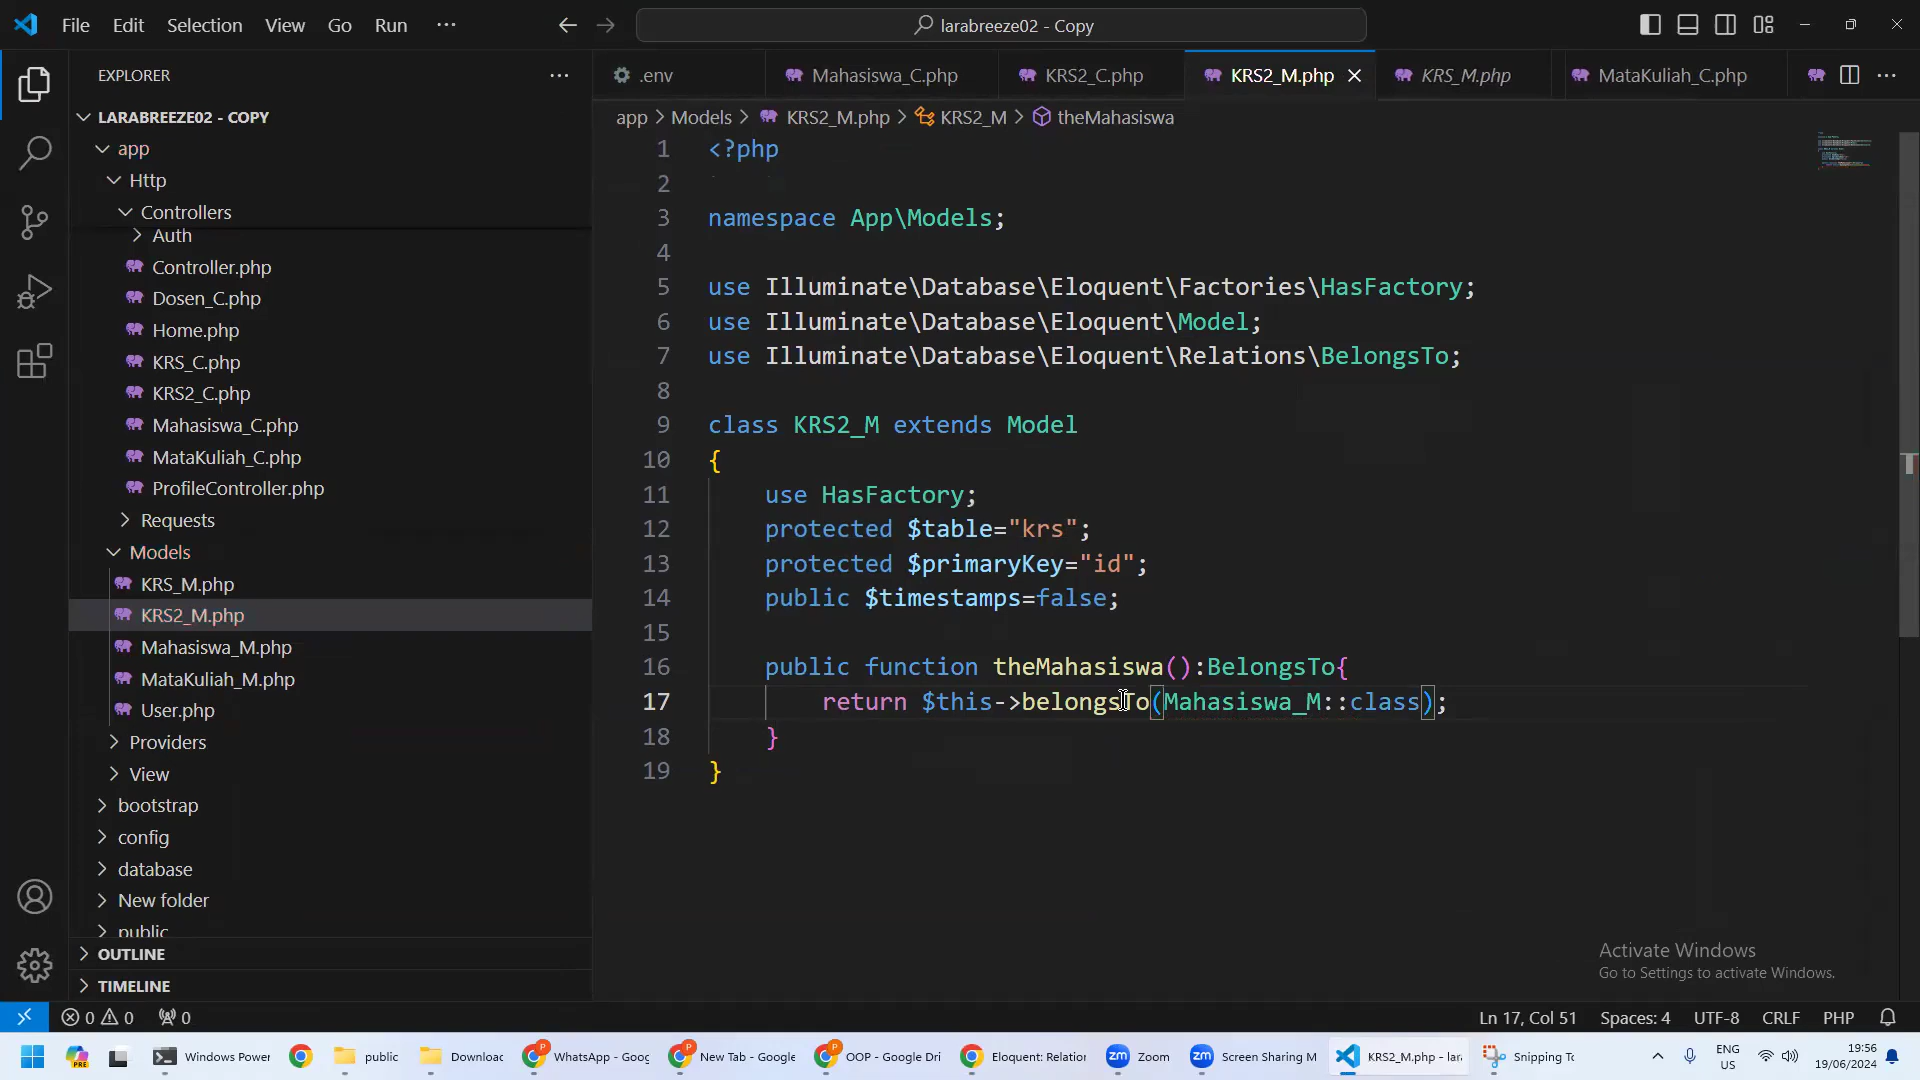 File Edit Selection View Go Run ··· larabreeze02 - Copy
EXPLORER ···
LARABREEZE02 - COPY
app
Http
Controllers
Auth
Controller.php
Dosen_C.php
Home.php
KRS_C.php
KRS2_C.php
Mahasiswa_C.php
MataKuliah_C.php
ProfileController.php
Requests
Models
KRS_M.php
KRS2_M.php
Mahasiswa_M.php
MataKuliah_M.php
User.php
Providers
View
bootstrap
config
database
New folder
public
OUTLINE
TIMELINE
.env Mahasiswa_C.php KRS2_C.php KRS2_M.php KRS_M.php MataKuliah_C.php ···
app > Models > KRS2_M.php > KRS2_M > theMahasiswa
1 <?php
2
3 namespace App\Models;
4
5 use Illuminate\Database\Eloquent\Factories\HasFactory;
6 use Illuminate\Database\Eloquent\Model;
7 use Illuminate\Database\Eloquent\Relations\BelongsTo;
8
9 class KRS2_M extends Model
10 {
11 use HasFactory;
12 protected $table="krs";
13 protected $primaryKey="id";
14 public $timestamps=false;
15
16 public function theMahasiswa():BelongsTo{
17 return $this->belongsTo(Mahasiswa_M::class);
18 }
19 }
Activate Windows
Go to Settings to activate Windows.
0 0 0 Ln 17, Col 51 Spaces: 4 UTF-8 CRLF PHP
PRE Windows Power public Downloac WhatsApp - Goog New Tab - Google OOP - Google Dri Eloquent: Relation zm Zoom zm Screen Sharing M KRS2_M.php - lar Snipping To ENG US 19:56 19/06/2024